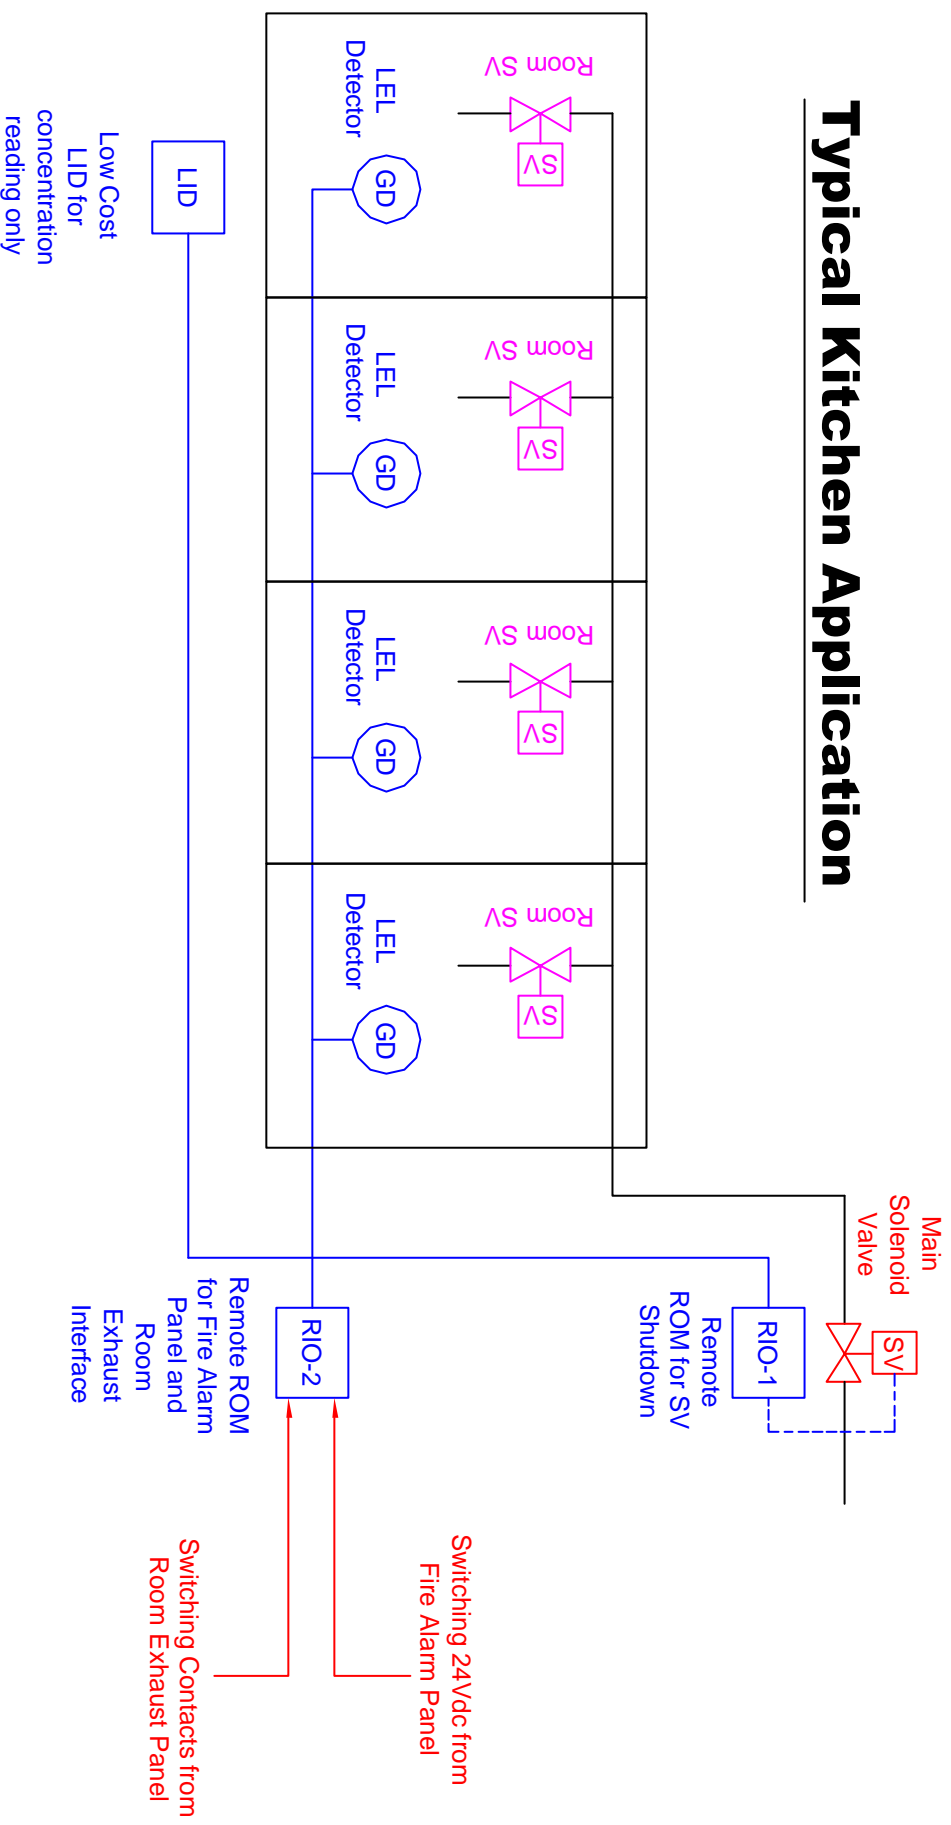 Typical Kitchen Application
Main
Solenoid
Valve
SV
RIO-1
Remote
ROM for SV
Shutdown
Room SV
SV
Room SV
SV
Room SV
SV
Room SV
SV
LEL
Detector
GD
LEL
Detector
GD
LEL
Detector
GD
LEL
Detector
GD
RIO-2
Remote ROM
for Fire Alarm
Panel and
Room
Exhaust
Interface
Switching 24Vdc from
Fire Alarm Panel
Switching Contacts from
Room Exhaust Panel
LID
Low Cost
LID for
concentration
reading only